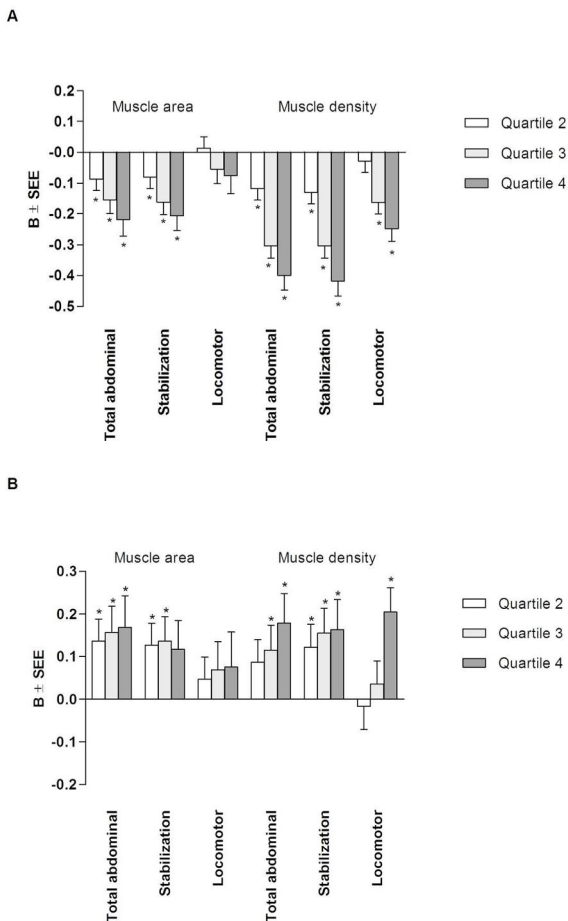 A
Muscle area Muscle density
0.2
0.1
-0.0
-0.1
-0.2
-0.3
-0.4
-0.5
B ± SEE
* * * * * * * * * * * * * *
Total abdominal
Stabilization
Locomotor
Total abdominal
Stabilization
Locomotor
Quartile 2
Quartile 3
Quartile 4
B
Muscle area Muscle density
0.3
0.2
0.1
0.0
-0.1
-0.2
B ± SEE
* * * * * * * * * * *
Total abdominal
Stabilization
Locomotor
Total abdominal
Stabilization
Locomotor
Quartile 2
Quartile 3
Quartile 4